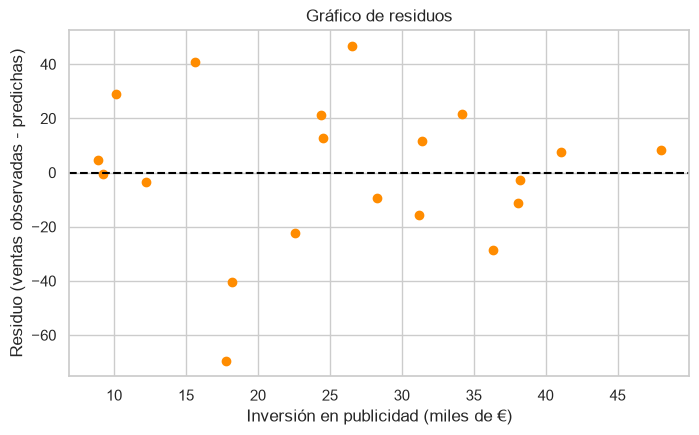 Gráfico de residuos
Residuo (ventas observadas - predichas)
40
20
0
−20
−40
−60
10 15 20 25 30 35 40 45
Inversión en publicidad (miles de €)